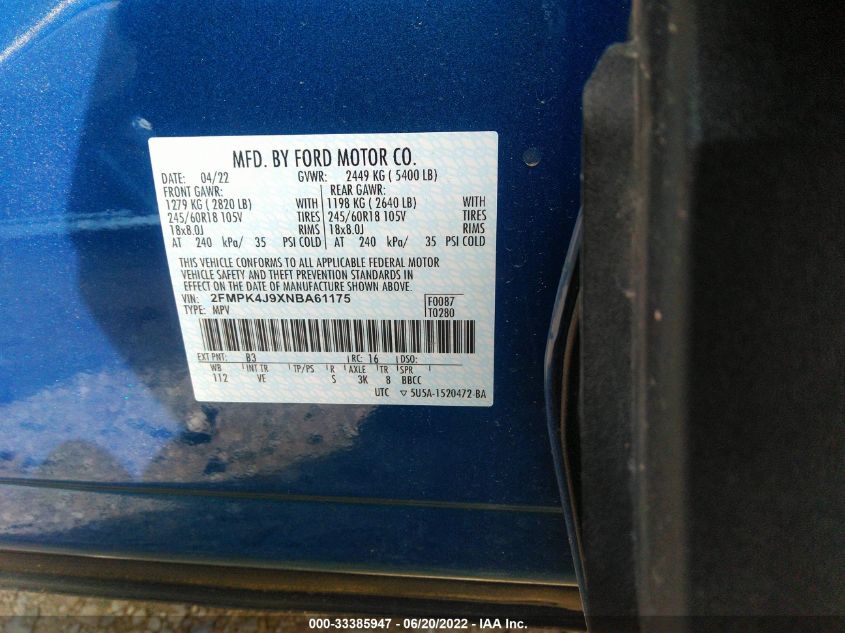 MFD. BY FORD MOTOR CO.
DATE: 04/22 GVWR: 2449 KG ( 5400 LB)
FRONT GAWR: REAR GAWR:
1279 KG ( 2820 LB) WITH 1198 KG ( 2640 LB) WITH
245/60R18 105V TIRES 245/60R18 105V TIRES
18x8.0J RIMS 18x8.0J RIMS
AT 240 kPa/ 35 PSI COLD AT 240 kPa/ 35 PSI COLD
THIS VEHICLE CONFORMS TO ALL APPLICABLE FEDERAL MOTOR
VEHICLE SAFETY AND THEFT PREVENTION STANDARDS IN
EFFECT ON THE DATE OF MANUFACTURE SHOWN ABOVE.
VIN: 2FMPK4J9XNBA61175 F0087
TYPE: MPV T0280
EXT PNT: B3 RC: 16 DSO:
WB INT TR TP/PS R AXLE TR SPR
112 VE S 3K 8 BBCC
UTC ▽ 5U5A-1520472-BA
000-33385947 - 06/20/2022 - IAA Inc.